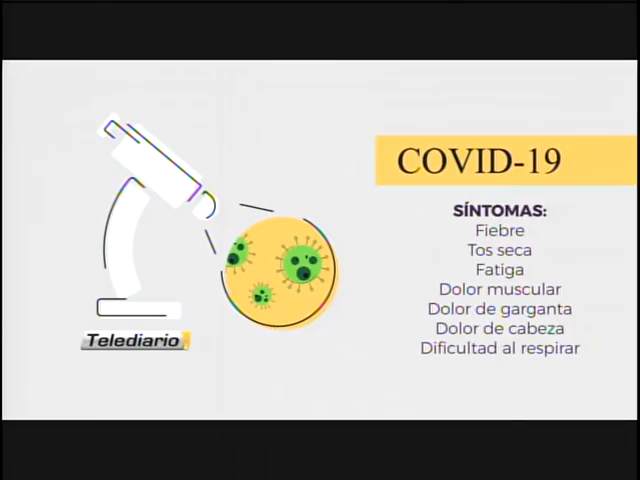 COVID-19
SÍNTOMAS:
Fiebre
Tos seca
Fatiga
Dolor muscular
Dolor de garganta
Dolor de cabeza
Dificultad al respirar
Telediario